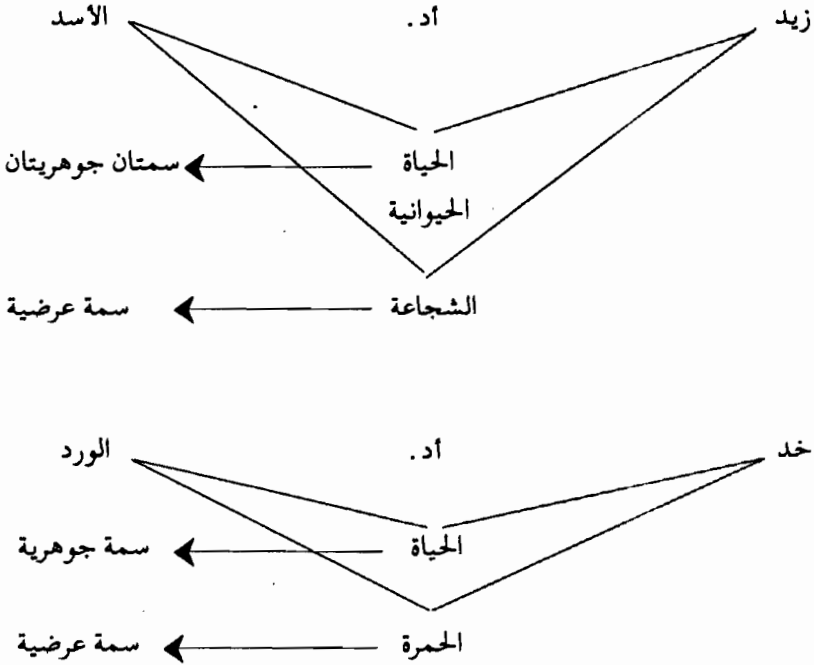 زيد أد. الأسد
الحياة سمتان جوهريتان
الحيوانية
الشجاعة سمة عرضية
خد أد. الورد
الحياة سمة جوهرية
الحمرة سمة عرضية